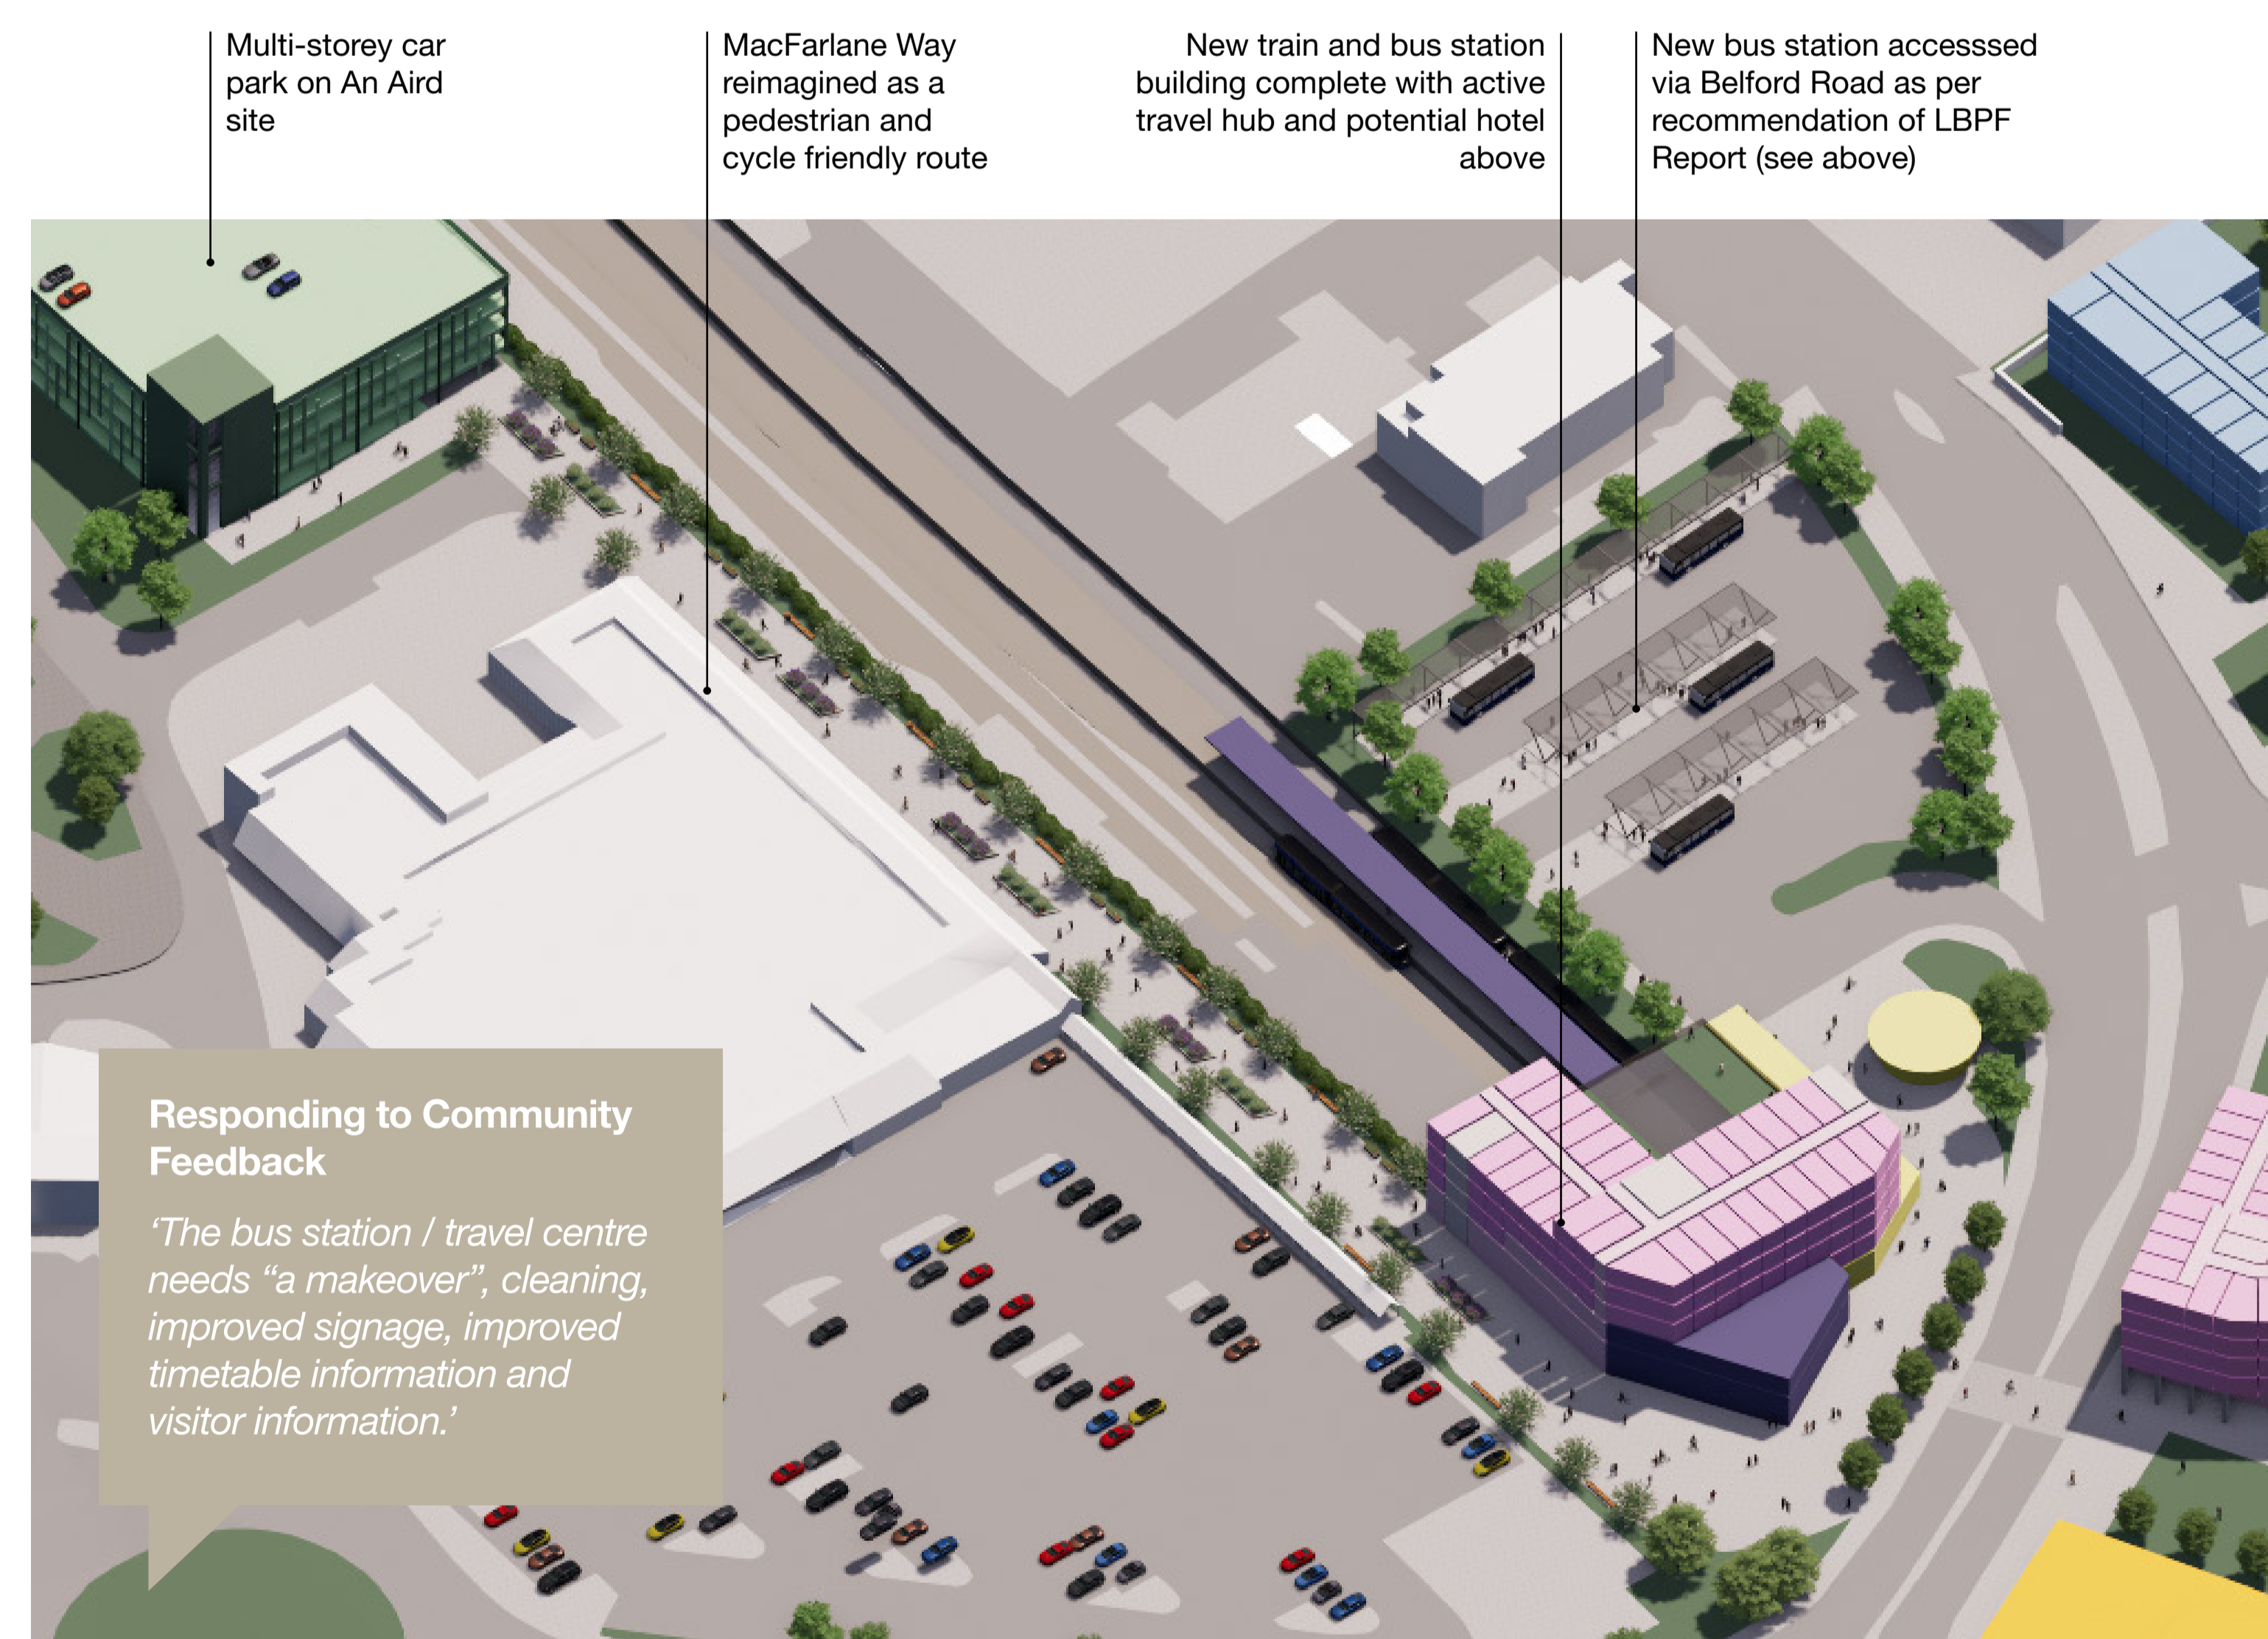 Multi-storey car
park on An Aird
site
MacFarlane Way
reimagined as a
pedestrian and
cycle friendly route
New train and bus station
building complete with active
travel hub and potential hotel
above
New bus station accesssed
via Belford Road as per
recommendation of LBPF
Report (see above)
Responding to Community
Feedback
‘The bus station / travel centre
needs “a makeover”, cleaning,
improved signage, improved
timetable information and
visitor information.’